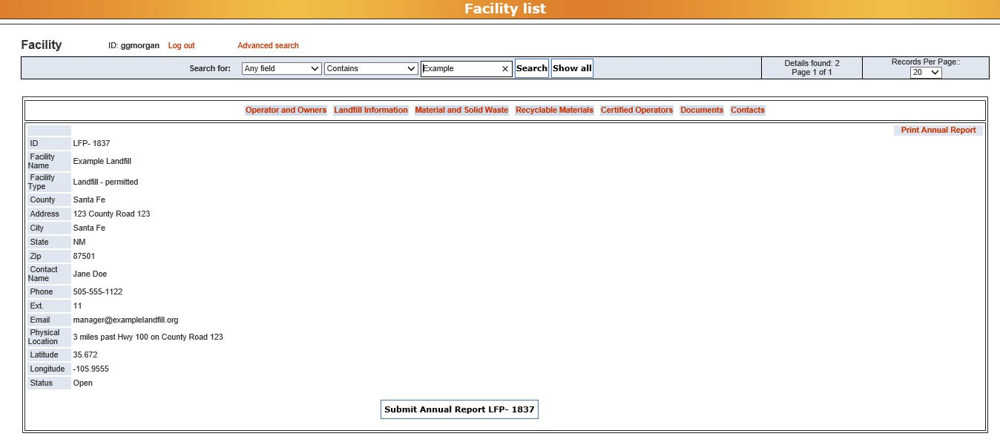 Facility list
Facility ID: ggmorgan Log out Advanced search
Search for: Any field Contains Example × Search Show all
Details found: 2
Page 1 of 1
Records Per Page::
20
Operator and Owners Landfill Information Material and Solid Waste Recyclable Materials Certified Operators Documents Contacts
Print Annual Report
ID LFP- 1837
Facility Name Example Landfill
Facility Type Landfill - permitted
County Santa Fe
Address 123 County Road 123
City Santa Fe
State NM
Zip 87501
Contact Name Jane Doe
Phone 505-555-1122
Ext. 11
Email manager@examplelandfill.org
Physical Location 3 miles past Hwy 100 on County Road 123
Latitude 35.672
Longitude -105.9555
Status Open
Submit Annual Report LFP- 1837